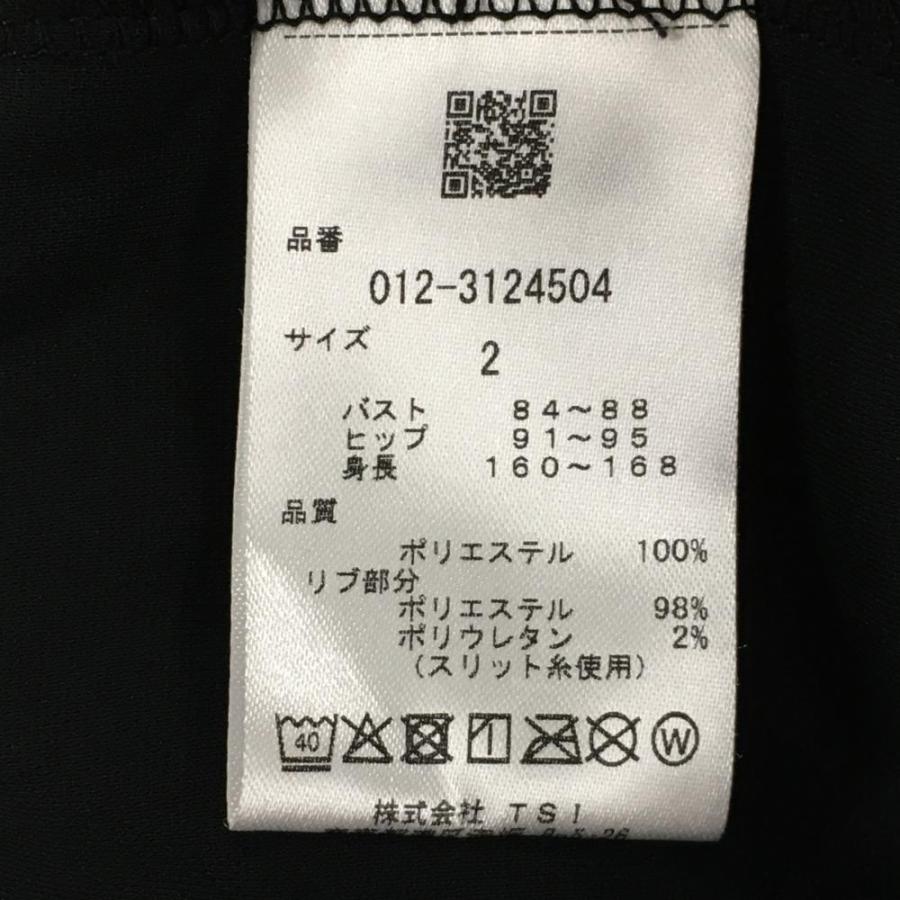 品番
012-3124504
サイズ
2
バスト 84～88
ヒップ 91～95
身長 160～168
品質
ポリエステル 100%
リブ部分
ポリエステル 98%
ポリウレタン 2%
(スリット糸使用)
40 W
株式会社 TSI